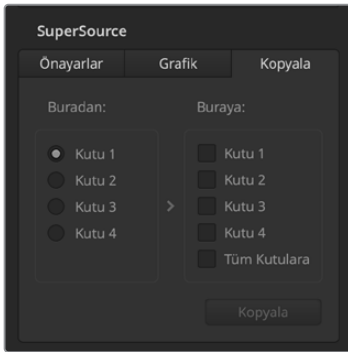 SuperSource
Önayarlar Grafik Kopyala
Buradan: Buraya:
Kutu 1 Kutu 1
Kutu 2 Kutu 2
Kutu 3 > Kutu 3
Kutu 4 Kutu 4
Tüm Kutulara
Kopyala